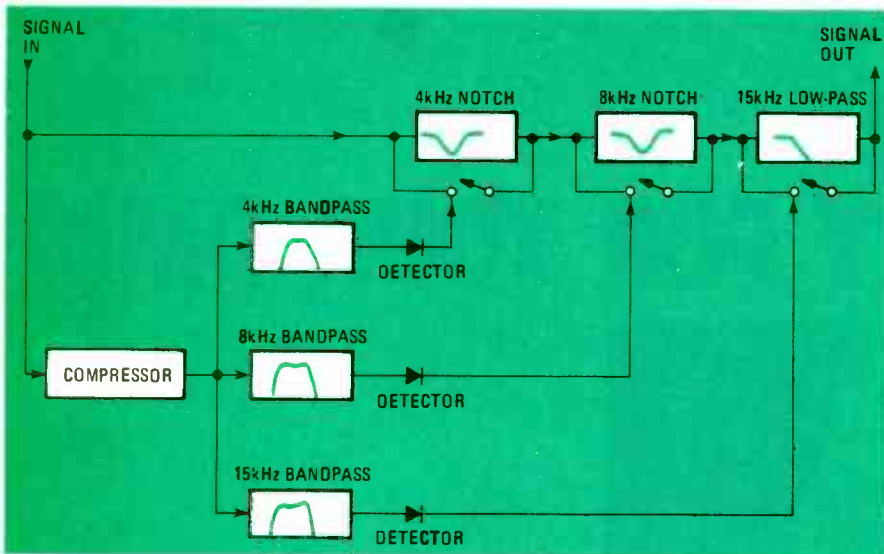 SIGNAL
IN
SIGNAL
OUT
4kHz NOTCH
8kHz NOTCH
15kHz LOW-PASS
4kHz BANDPASS
DETECTOR
8kHz BANDPASS
COMPRESSOR
DETECTOR
15kHz BANDPASS
DETECTOR